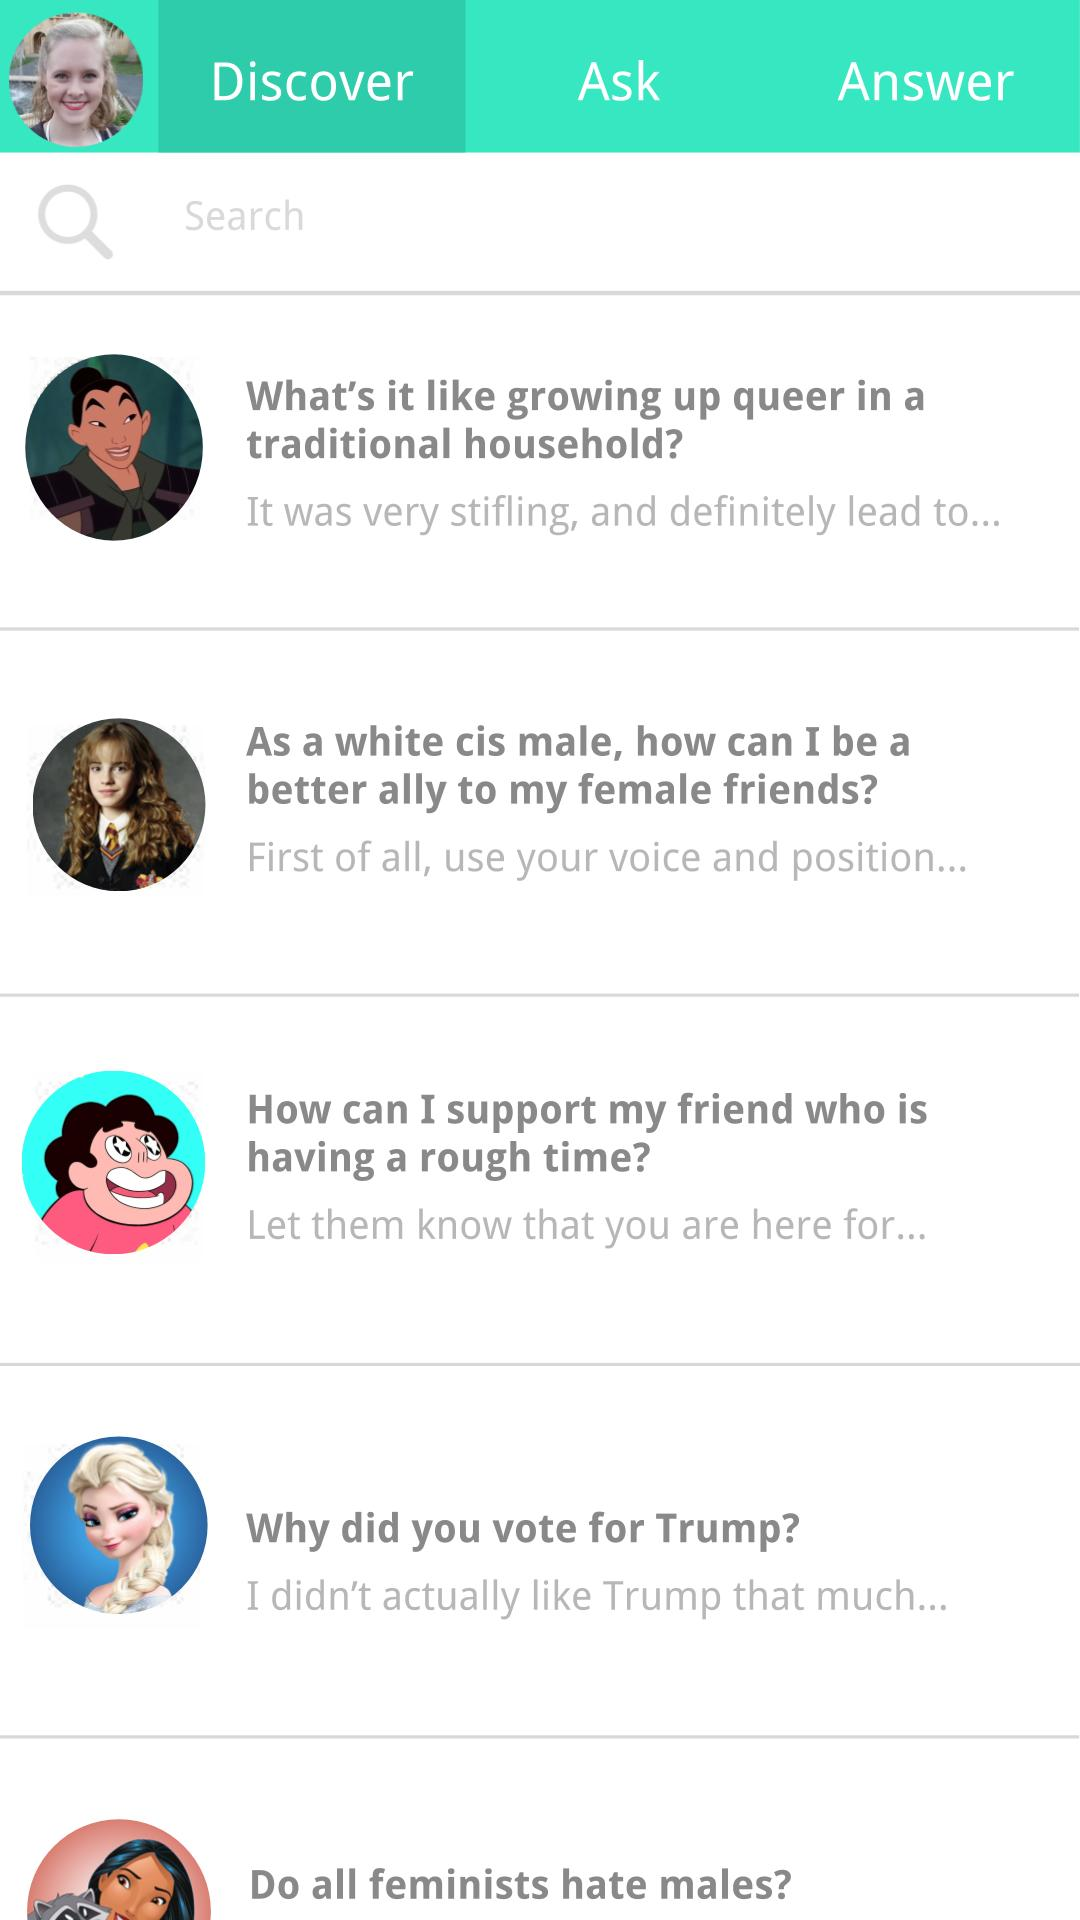 Discover Ask Answer
Search
What’s it like growing up queer in a
traditional household?
It was very stifling, and definitely lead to...
As a white cis male, how can I be a
better ally to my female friends?
First of all, use your voice and position...
How can I support my friend who is
having a rough time?
Let them know that you are here for...
Why did you vote for Trump?
I didn’t actually like Trump that much...
Do all feminists hate males?